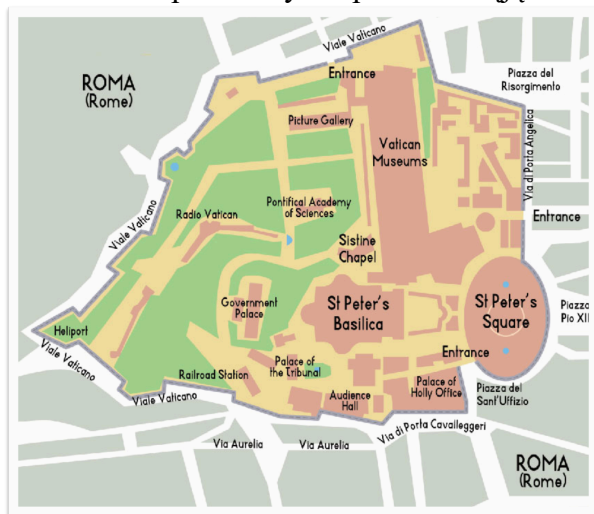 Viale Vaticano
ROMA
(Rome)
Entrance
Piazza del
Risorgimento
Picture Gallery
Vatican
Museums
Via di Porta Angelica
Radio Vatican
Pontifical Academy
of Sciences
Entrance
Viale Vaticano
Sistine
Chapel
Government
Palace
St Peter's
Basilica
St Peter's
Square
Piazza
Pio XII
Heliport
Viale Vaticano
Entrance
Railroad Station
Palace of
the Tribunal
Palace of
Holly Office
Piazza del
Sant'Uffizio
Viale Vaticano
Audience
Hall
Via di Porta Cavalleggeri
Via Aurelia
Via Aurelia
ROMA
(Rome)